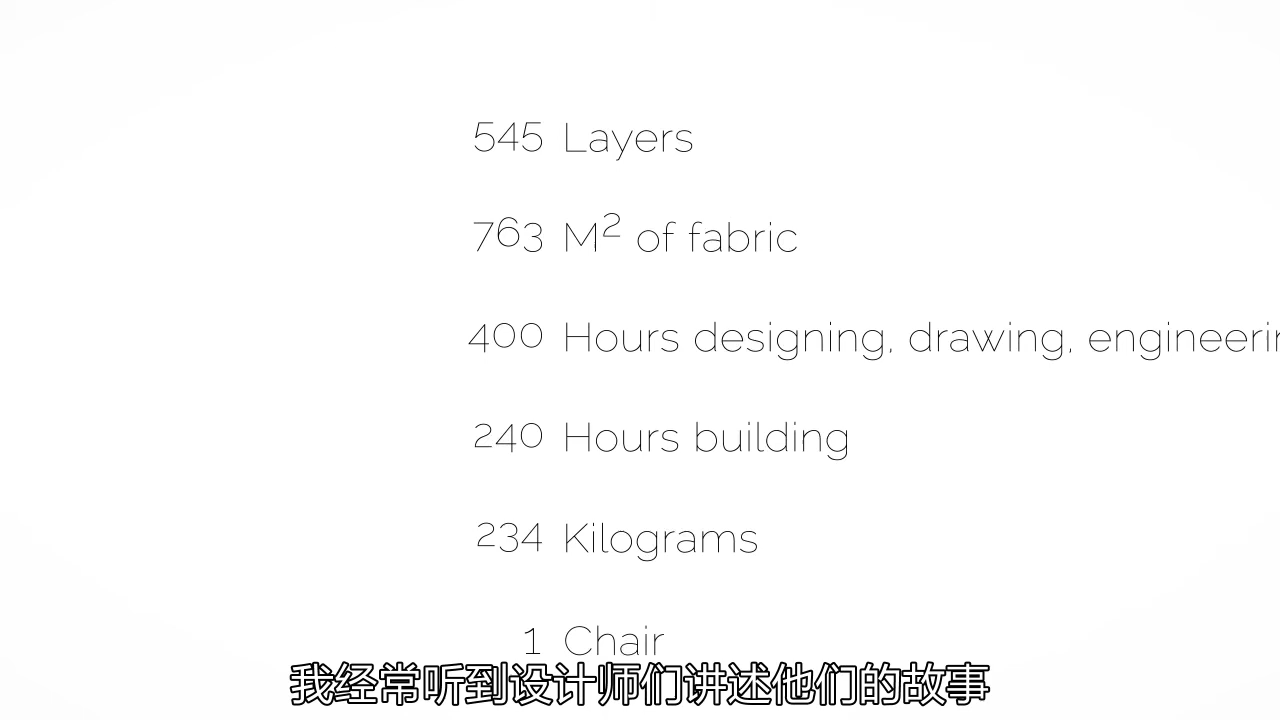 545 Layers
763 M² of fabric
400 Hours designing, drawing, engineerin
240 Hours building
234 Kilograms
1 Chair
我经常听到设计师们讲述他们的故事